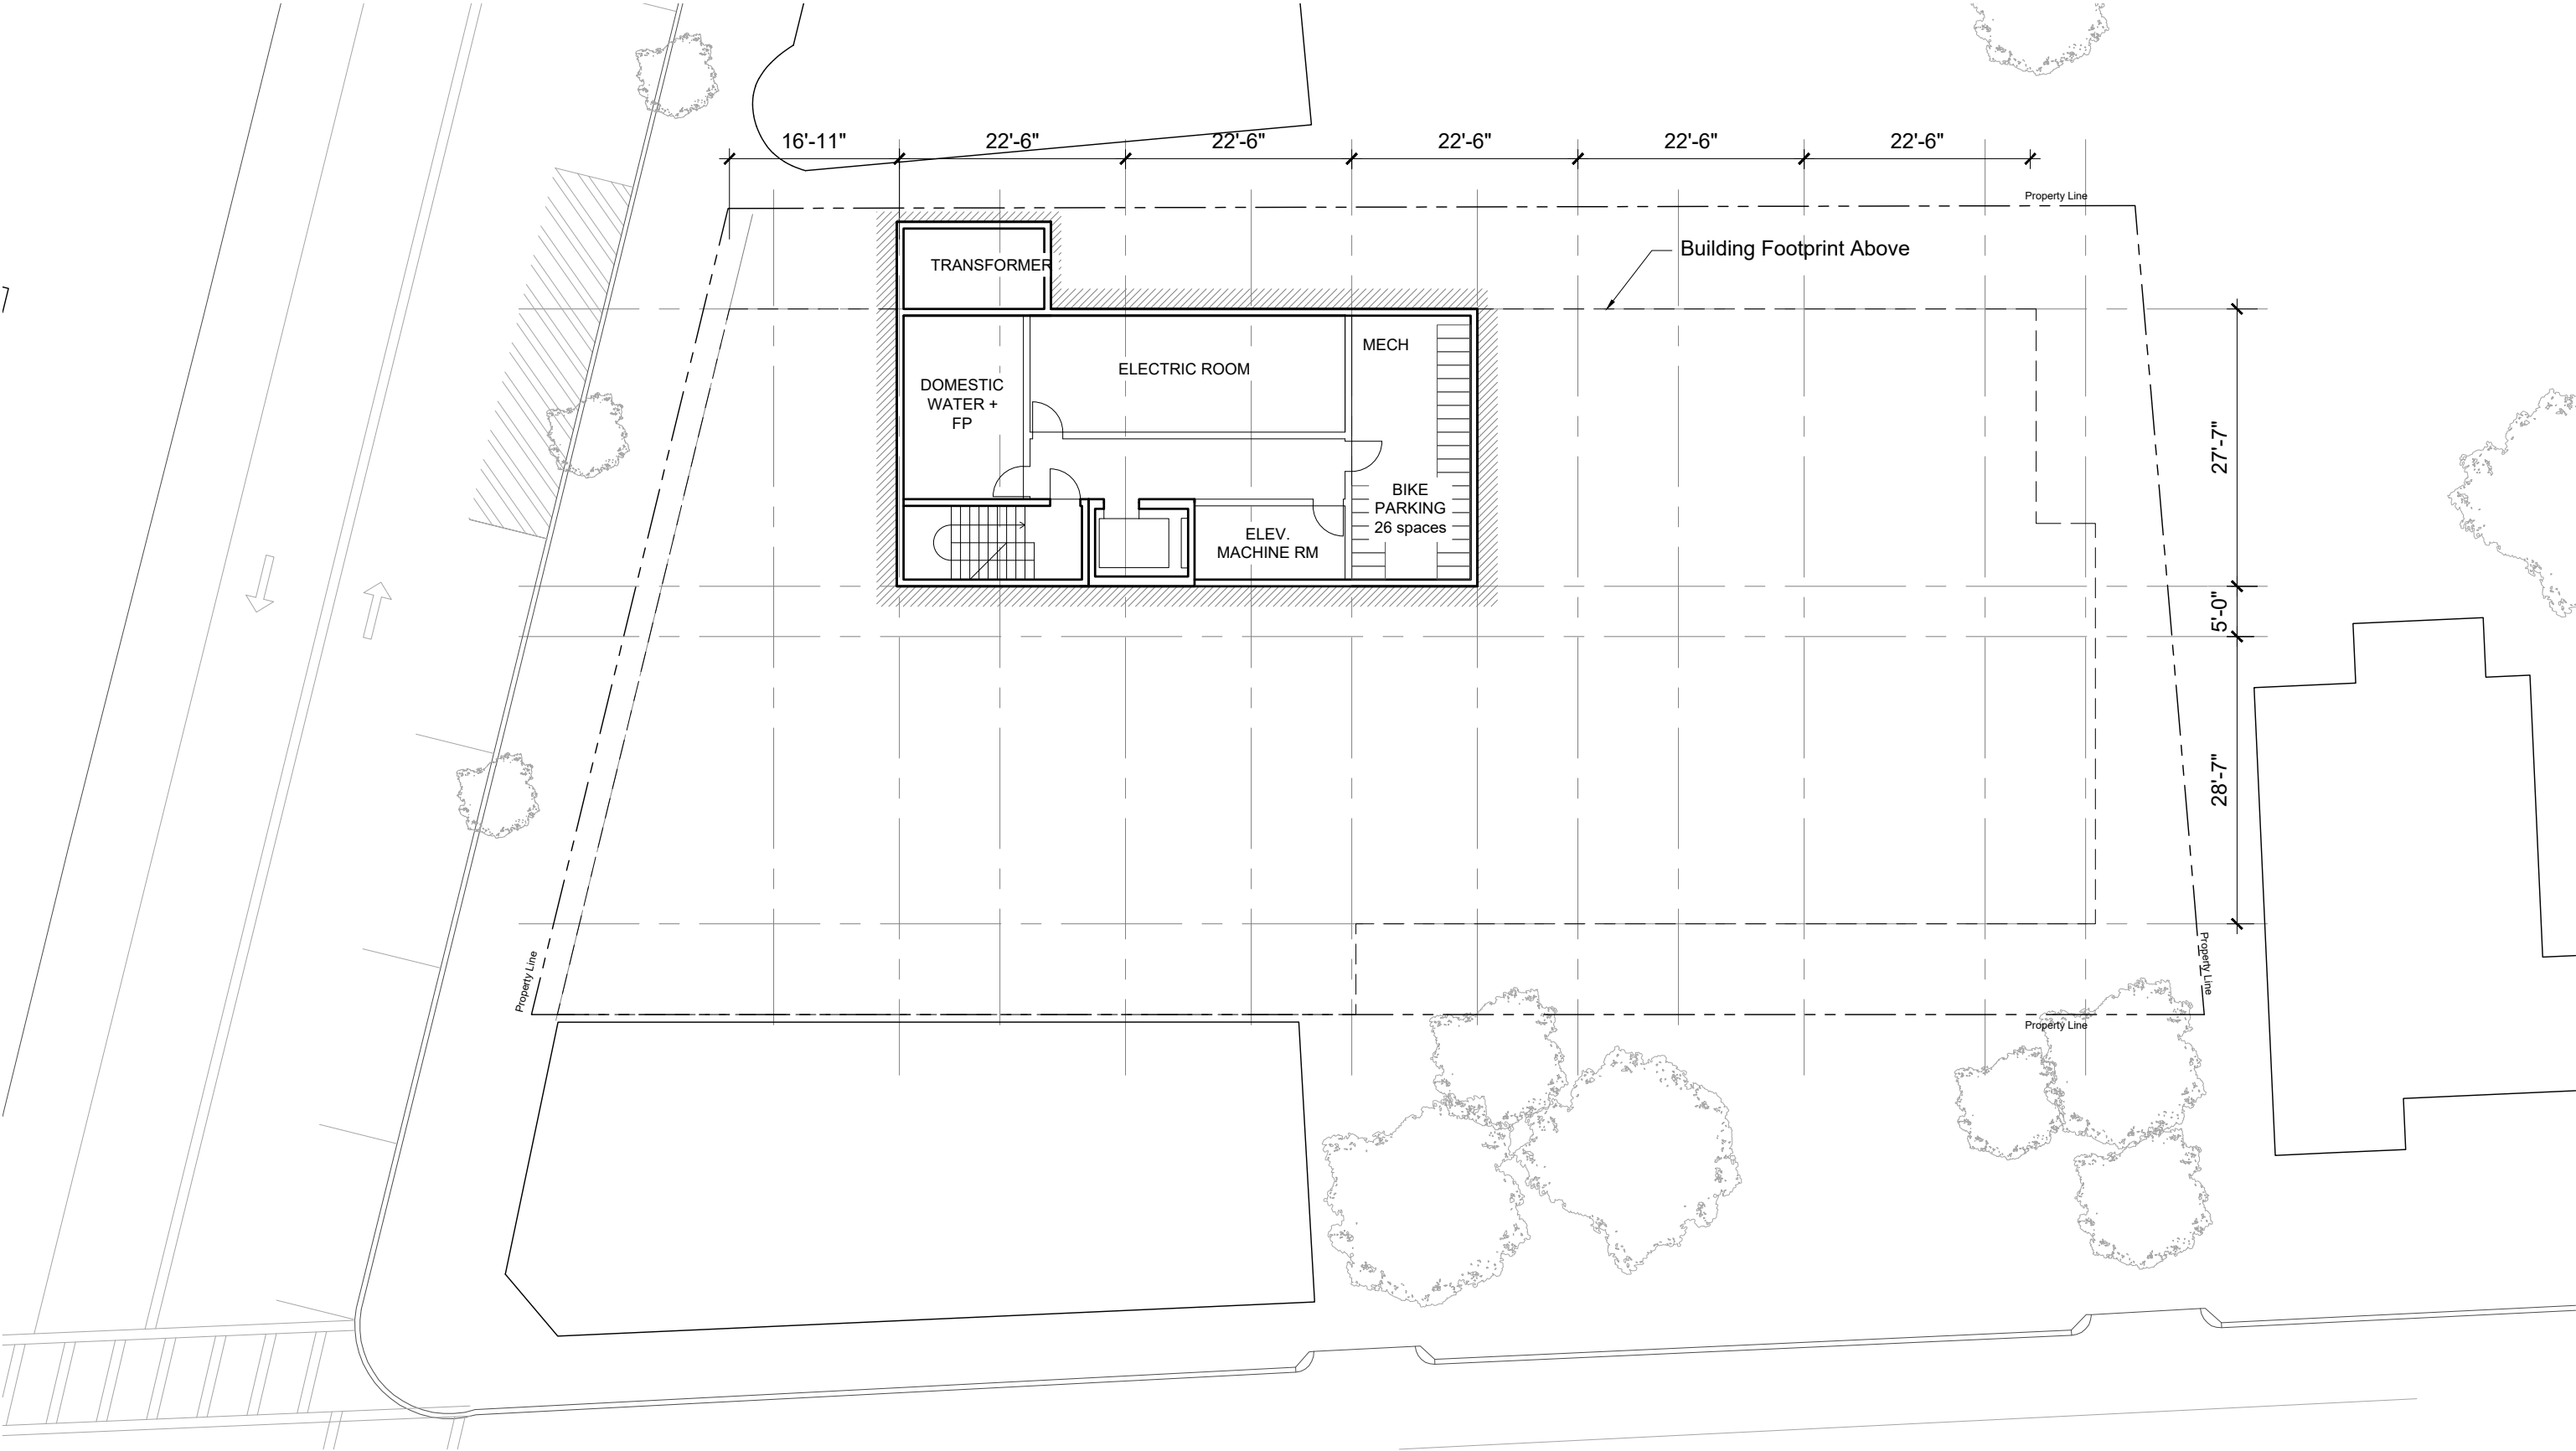 16'-11"
22'-6"
22'-6"
22'-6"
22'-6"
22'-6"
Property Line
Building Footprint Above
TRANSFORMER
MECH
ELECTRIC ROOM
DOMESTIC
WATER +
FP
27'-7"
BIKE
PARKING
26 spaces
ELEV.
MACHINE RM
5'-0"
28'-7"
Property Line
Property Line
Property Line